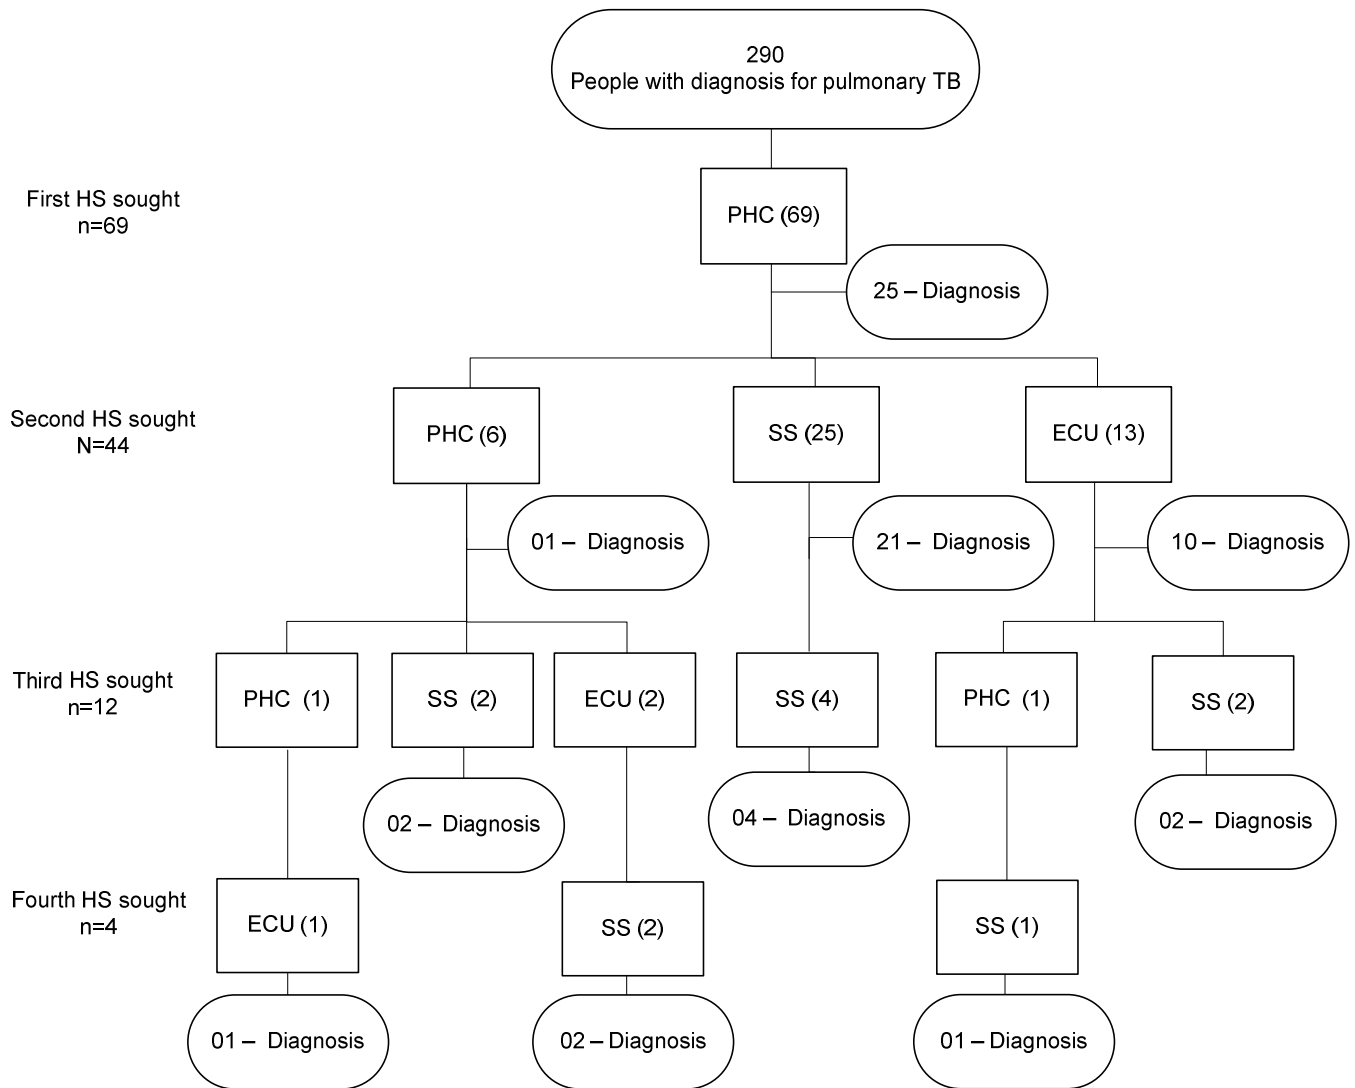 290
People with diagnosis for pulmonary TB
First HS sought
n=69
PHC (69)
25 – Diagnosis
Second HS sought
N=44
PHC (6)
SS (25)
ECU (13)
01 – Diagnosis
21 – Diagnosis
10 – Diagnosis
Third HS sought
n=12
PHC (1)
SS (2)
ECU (2)
SS (4)
PHC (1)
SS (2)
02 – Diagnosis
04 – Diagnosis
02 – Diagnosis
Fourth HS sought
n=4
ECU (1)
SS (2)
SS (1)
01 – Diagnosis
02 – Diagnosis
01 – Diagnosis